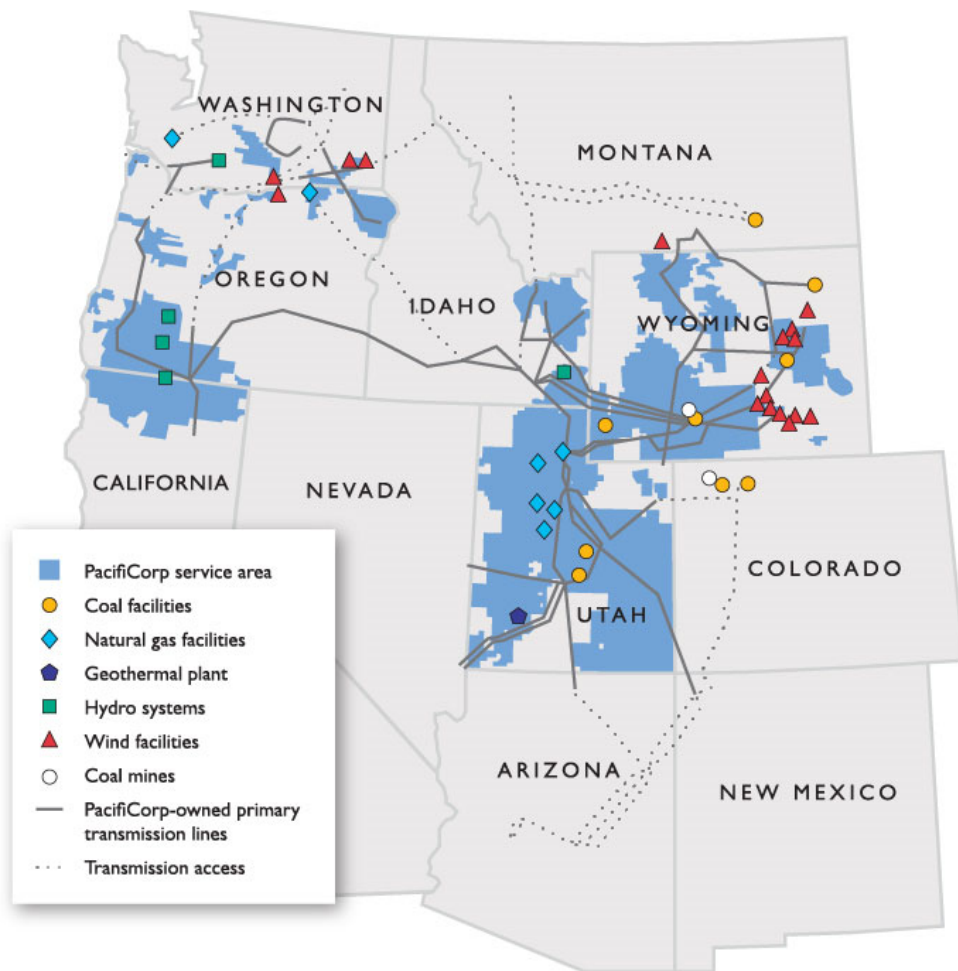 WASHINGTON
MONTANA
OREGON
IDAHO
WYOMING
CALIFORNIA
NEVADA
UTAH
COLORADO
ARIZONA
NEW MEXICO
PacifiCorp service area
Coal facilities
Natural gas facilities
Geothermal plant
Hydro systems
Wind facilities
Coal mines
PacifiCorp-owned primary
transmission lines
Transmission access